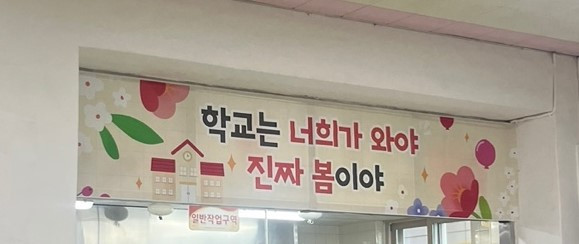 학교는 너희가 와야
진짜 봄이야
일반작업구역